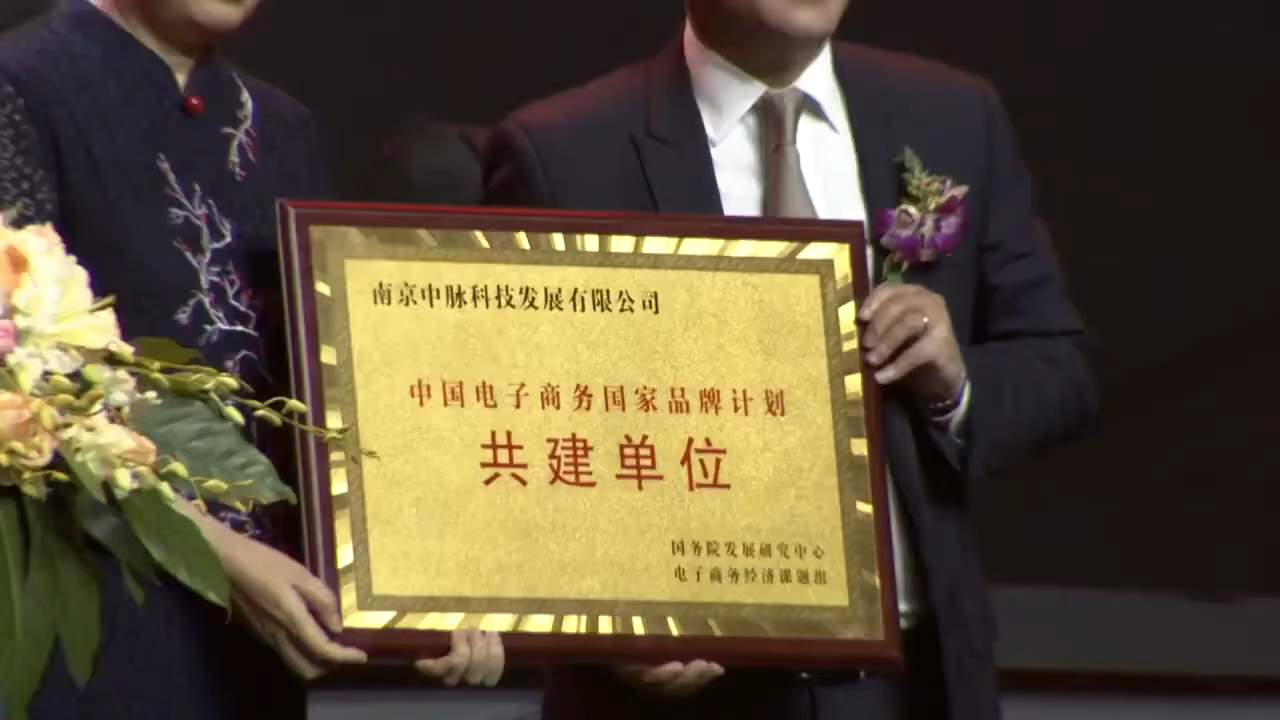 南京中脉科技发展有限公司
中国电子商务国家品牌计划
共建单位
国务院发展研究中心
电子商务经济课题组